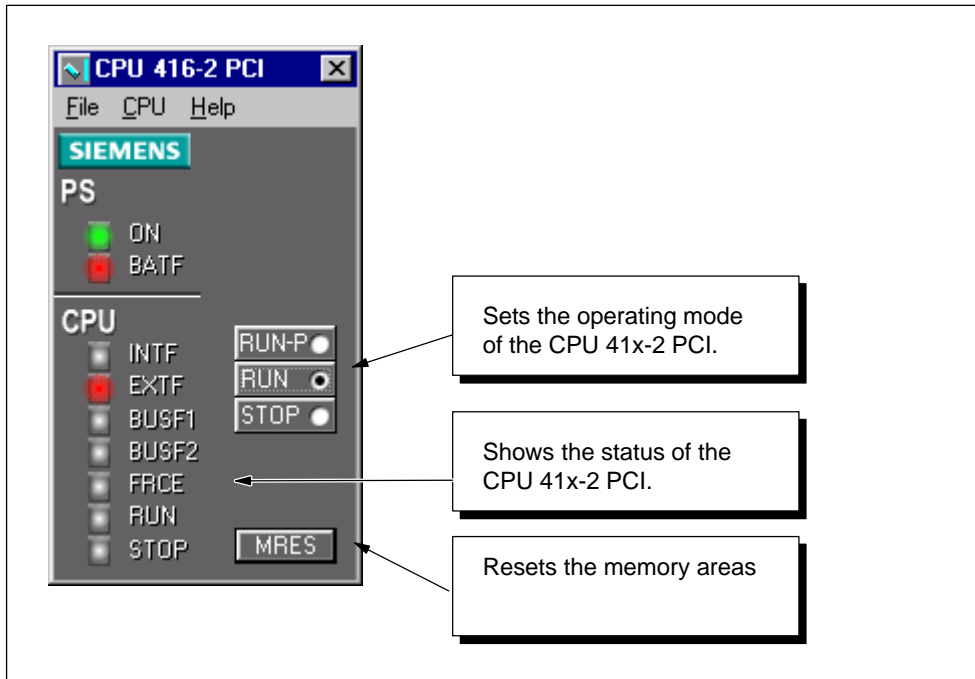 CPU 416-2 PCI
File CPU Help
SIEMENS
PS
ON
BATF
CPU
INTF
EXTF
BUSF1
BUSF2
FRCE
RUN
STOP
RUN-P
RUN
STOP
MRES
Sets the operating mode
of the CPU 41x-2 PCI.
Shows the status of the
CPU 41x-2 PCI.
Resets the memory areas